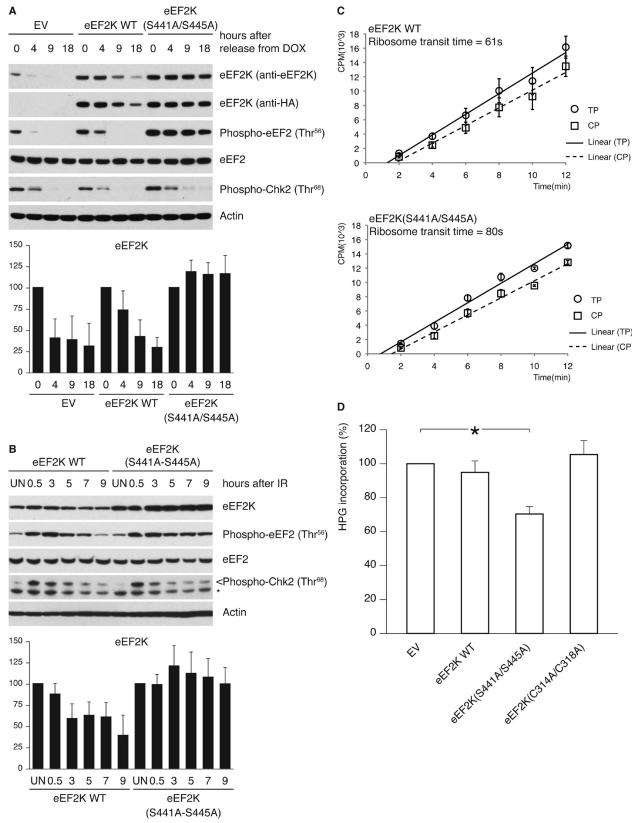 A
EV
eEF2K WT
eEF2K
(S441A/S445A)
0 4 9 18 0 4 9 18 0 4 9 18
hours after
release from DOX
eEF2K (anti-eEF2K)
eEF2K (anti-HA)
Phospho-eEF2 (Thr56)
eEF2
Phospho-Chk2 (Thr68)
Actin
eEF2K
150
125
100
75
50
25
0
0 4 9 18 0 4 9 18 0 4 9 18
EV
eEF2K WT
eEF2K
(S441A/S445A)
B
eEF2K WT
eEF2K
(S441A-S445A)
UN 0.5 3 5 7 9 UN 0.5 3 5 7 9
hours after IR
eEF2K
Phospho-eEF2 (Thr56)
eEF2
<Phospho-Chk2 (Thr68)
*
Actin
eEF2K
150
125
100
75
50
25
0
UN 0.5 3 5 7 9 UN 0.5 3 5 7 9
eEF2K WT
eEF2K
(S441A-S445A)
C
eEF2K WT
Ribosome transit time = 61s
CPM(10^3)
18
16
14
12
10
8
6
4
2
0
2 4 6 8 10 12
Time(min)
TP
CP
Linear (TP)
Linear (CP)
eEF2K(S441A/S445A)
Ribosome transit time = 80s
CPM(10^3)
18
16
14
12
10
8
6
4
2
0
0 2 4 6 8 10 12
Time(min)
TP
CP
Linear (TP)
Linear (CP)
D
HPG incorporation (%)
120
100
80
60
40
20
0
*
EV
eEF2K WT
eEF2K(S441A/S445A)
eEF2K(C314A/C318A)